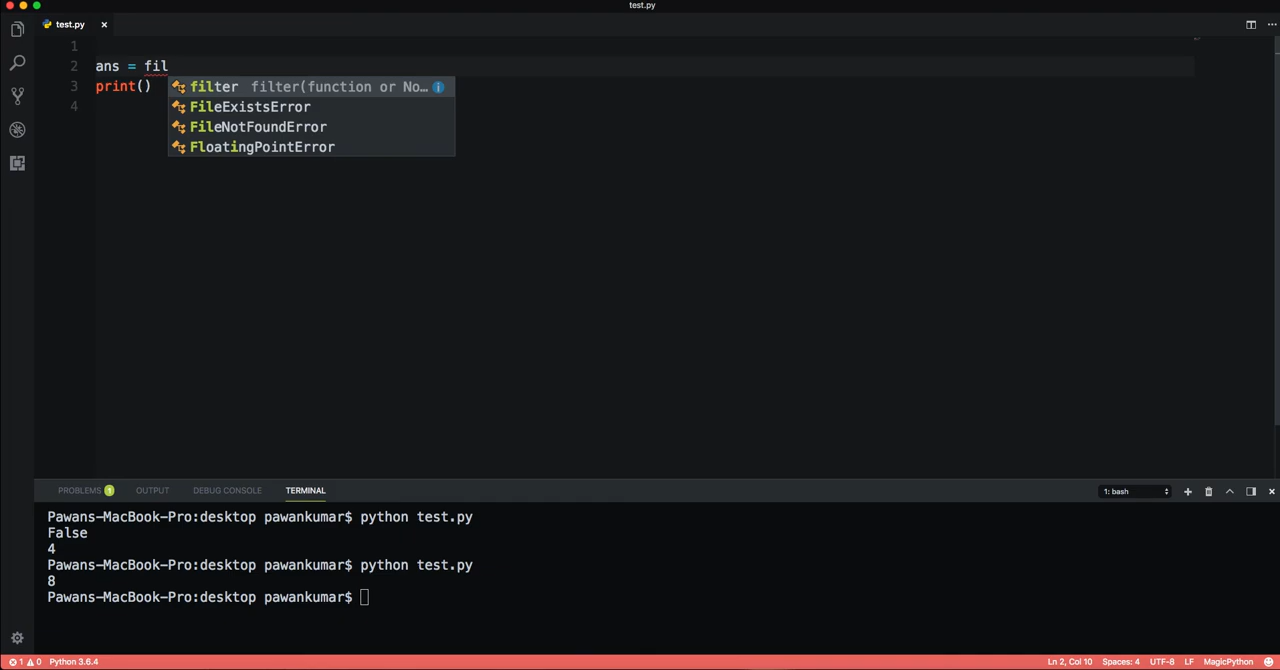 test.py
test.py ×
1
2 ans = fil
3 print()
4
filter filter(function or No…
FileExistsError
FileNotFoundError
FloatingPointError
PROBLEMS 1 OUTPUT DEBUG CONSOLE TERMINAL 1: bash
Pawans-MacBook-Pro:desktop pawankumar$ python test.py
False
4
Pawans-MacBook-Pro:desktop pawankumar$ python test.py
8
Pawans-MacBook-Pro:desktop pawankumar$
1 0 Python 3.6.4 Ln 2, Col 10 Spaces: 4 UTF-8 LF MagicPython